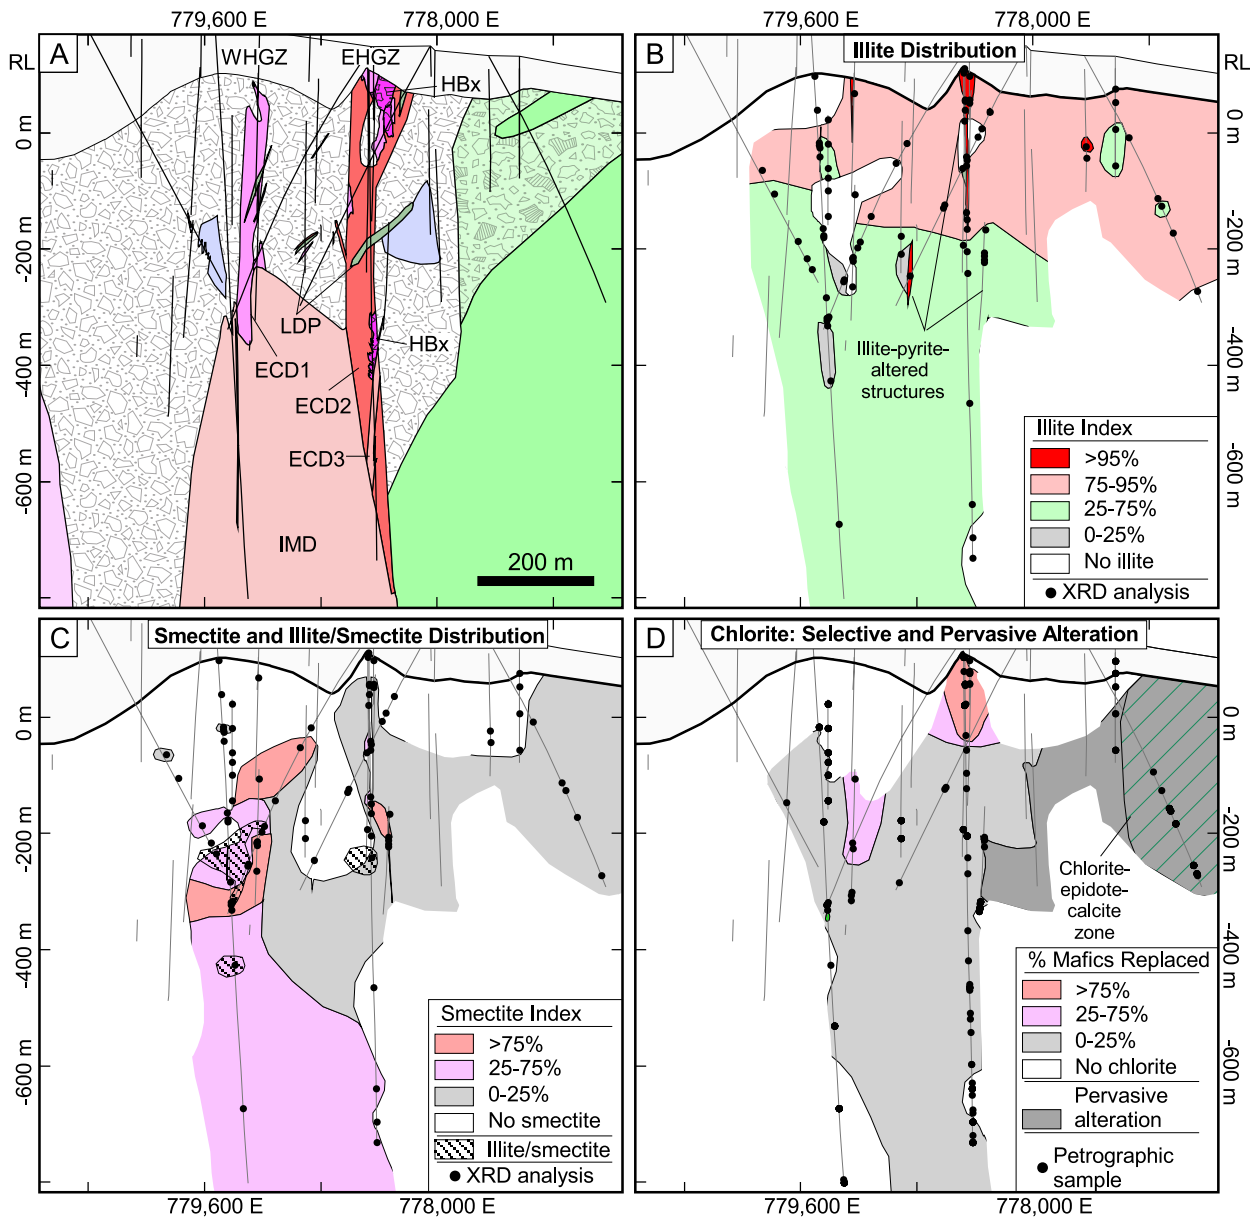 779,600 E
778,000 E
779,600 E
778,000 E
RL
A
WHGZ
EHGZ
HBx
LDP
ECD1
HBx
ECD2
ECD3
IMD
200 m
0 m
-200 m
-400 m
-600 m
B
Illite Distribution
RL
Illite-pyrite-
altered
structures
Illite Index
>95%
75-95%
25-75%
0-25%
No illite
XRD analysis
0 m
-200 m
-400 m
-600 m
C
Smectite and Illite/Smectite Distribution
0 m
-200 m
-400 m
-600 m
Smectite Index
>75%
25-75%
0-25%
No smectite
Illite/smectite
XRD analysis
D
Chlorite: Selective and Pervasive Alteration
Chlorite-
epidote-
calcite
zone
% Mafics Replaced
>75%
25-75%
0-25%
No chlorite
Pervasive
alteration
Petrographic
sample
0 m
-200 m
-400 m
-600 m
779,600 E
778,000 E
779,600 E
778,000 E